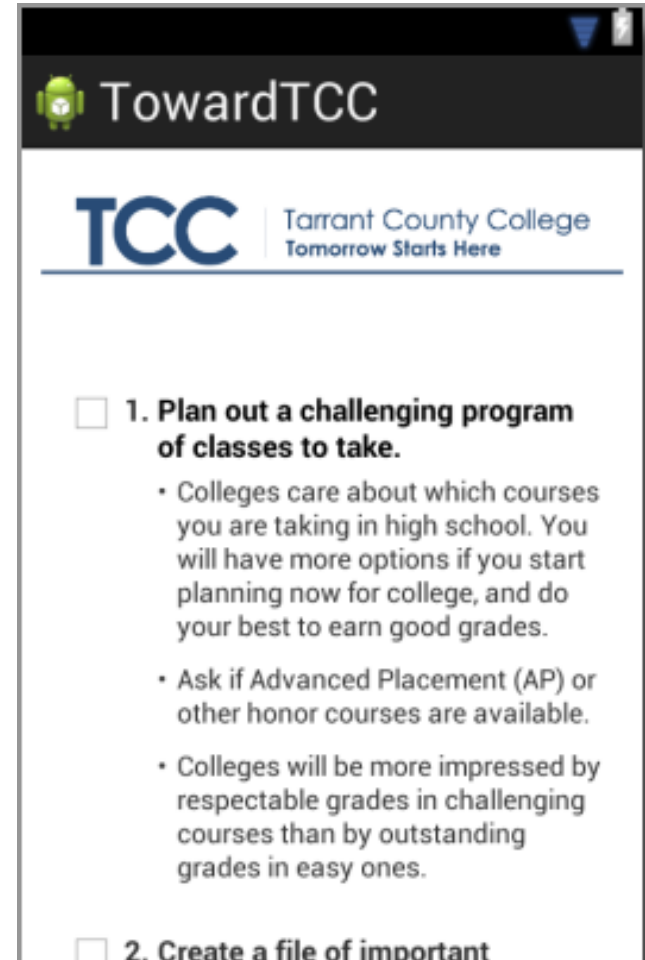 TowardTCC
TCC
Tarrant County College
Tomorrow Starts Here
1. Plan out a challenging program
of classes to take.
• Colleges care about which courses
you are taking in high school. You
will have more options if you start
planning now for college, and do
your best to earn good grades.
• Ask if Advanced Placement (AP) or
other honor courses are available.
• Colleges will be more impressed by
respectable grades in challenging
courses than by outstanding
grades in easy ones.
2. Create a file of important